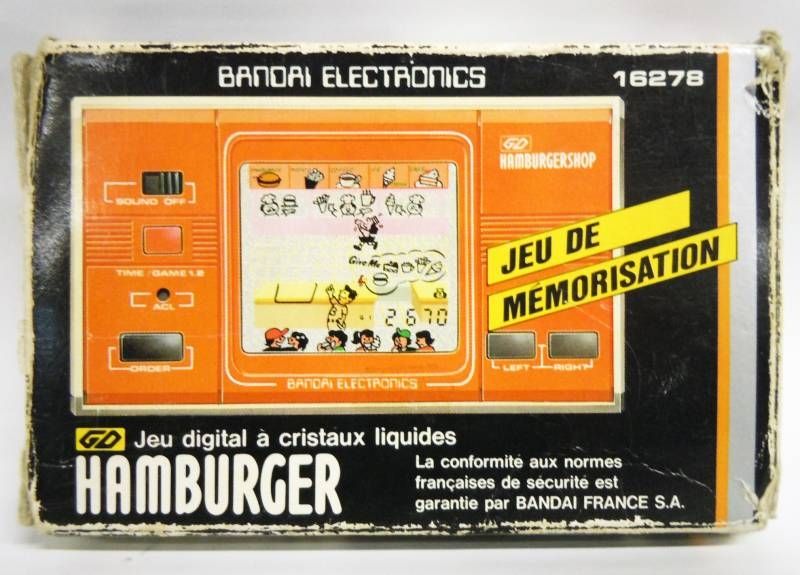 BANDAI ELECTRONICS
16278
GD
HAMBURGERSHOP
SOUND OFF
TIME/GAME 1.2
ACL
ORDER
Give Me
2670
JEU DE
MÉMORISATION
LEFT
RIGHT
BANDAI ELECTRONICS
GD Jeu digital à cristaux liquides
HAMBURGER
La conformité aux normes
françaises de sécurité est
garantie par BANDAI FRANCE S.A.